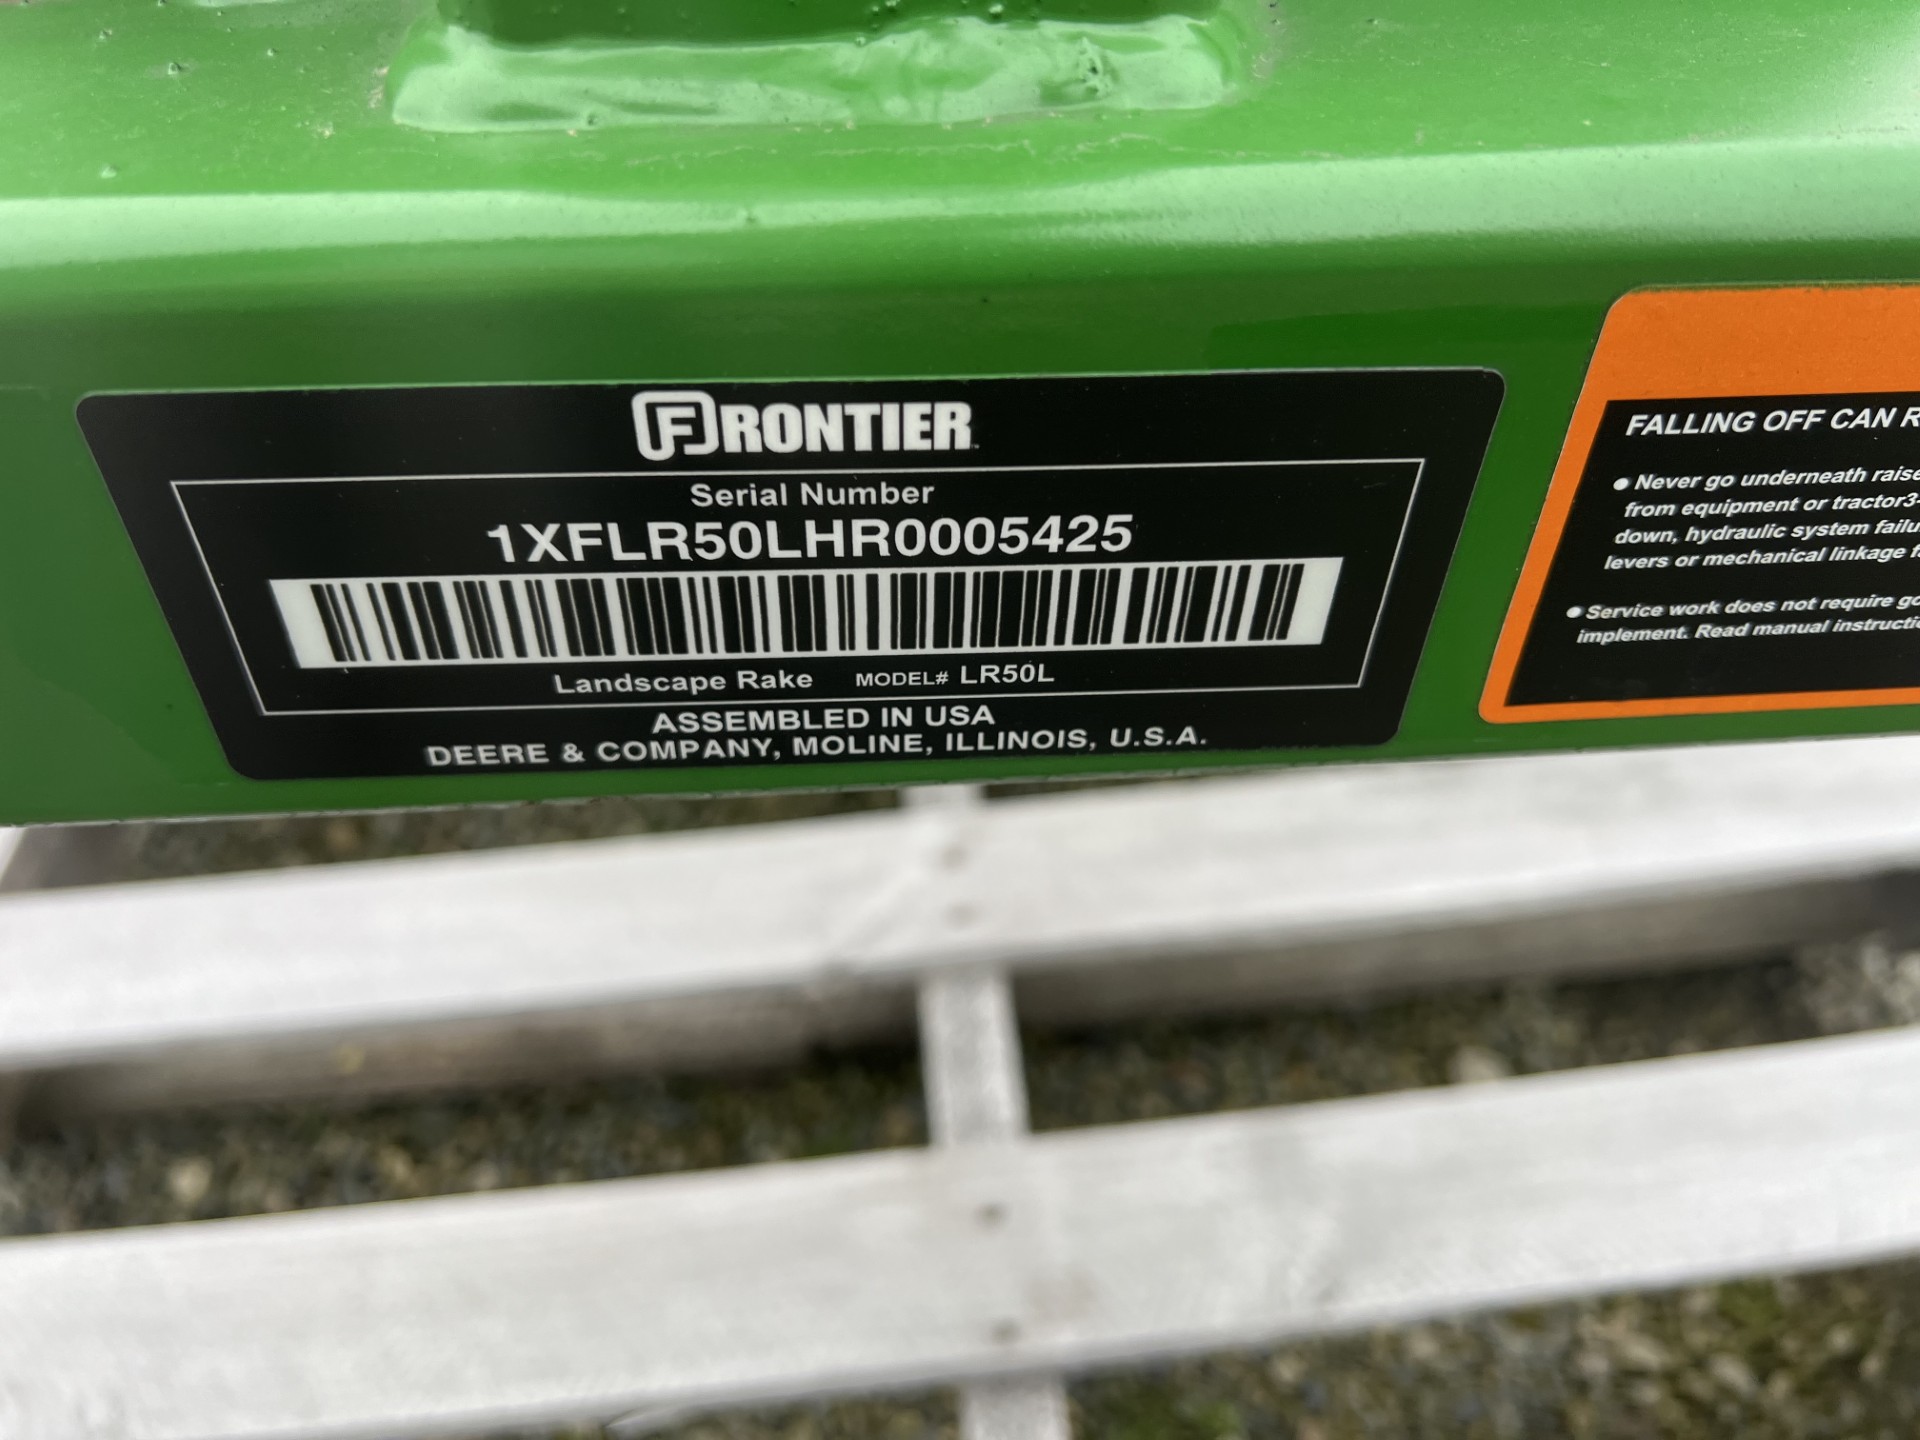 FRONTIER
Serial Number
1XFLR50LHR0005425
Landscape Rake MODEL# LR50L
ASSEMBLED IN USA
DEERE & COMPANY, MOLINE, ILLINOIS, U.S.A.
FALLING OFF CAN
● Never go underneath
from equipment or tractor3-
down, hydraulic system
levers or mechanical linkage
● Service work does not require
implement. Read manual